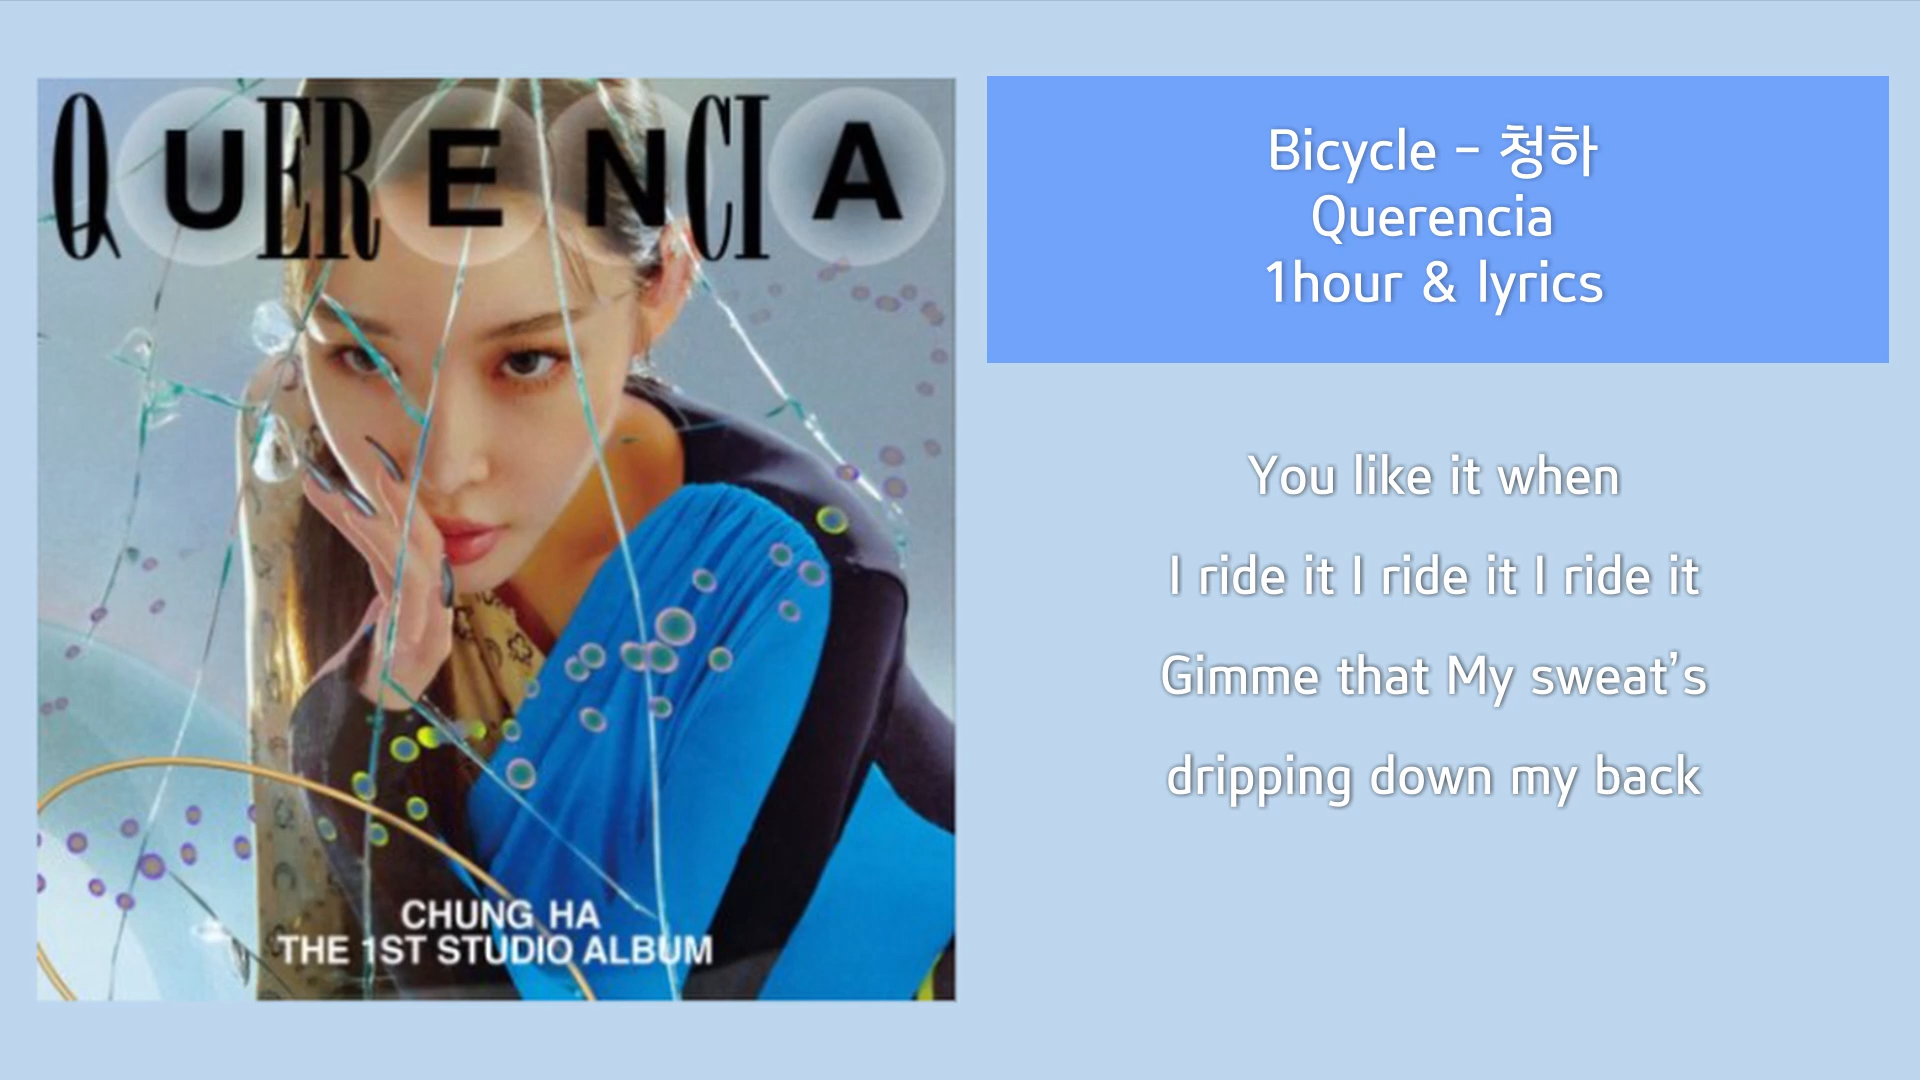 QUERENCIA
CHUNG HA
THE 1ST STUDIO ALBUM
Bicycle - 청하
Querencia
1hour & lyrics
You like it when
I ride it I ride it I ride it
Gimme that My sweat's
dripping down my back